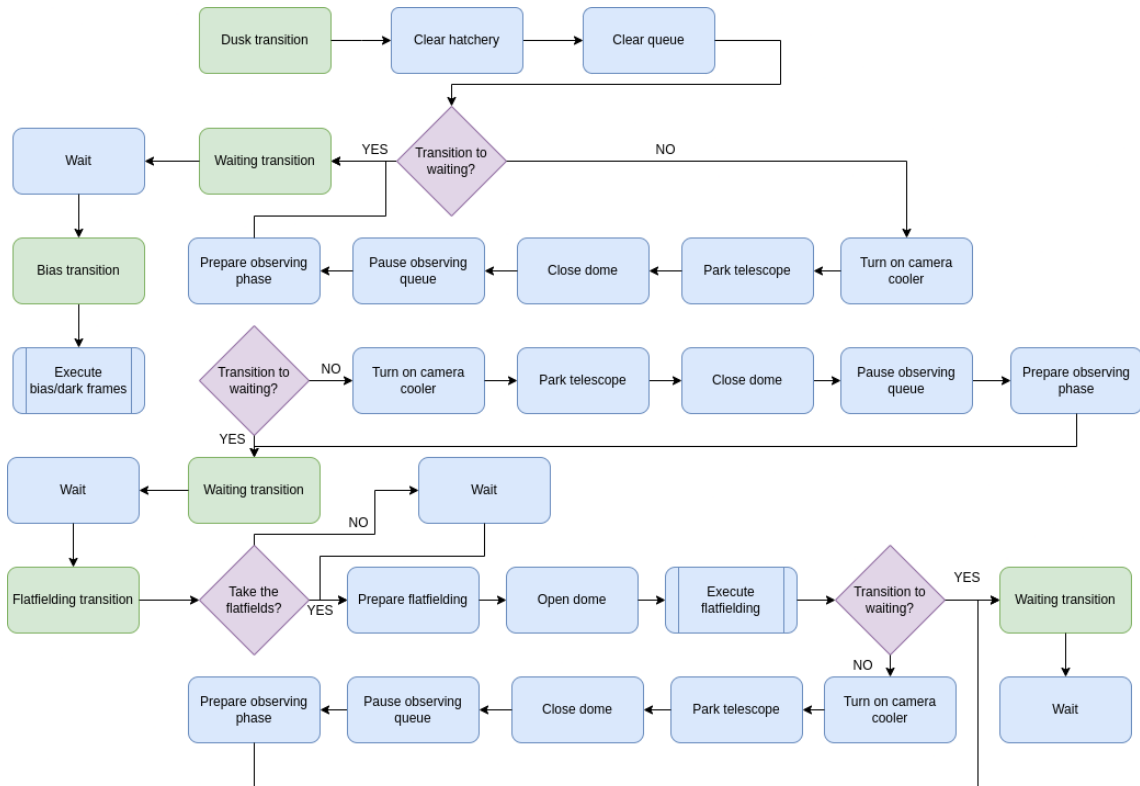 Dusk transition
Clear hatchery
Clear queue
Wait
Waiting transition
YES
Transition to
waiting?
NO
Bias transition
Prepare observing
phase
Pause observing
queue
Close dome
Park telescope
Turn on camera
cooler
Execute
bias/dark frames
Transition to
waiting?
NO
Turn on camera
cooler
Park telescope
Close dome
Pause observing
queue
Prepare observing
phase
YES
Wait
Waiting transition
Wait
NO
Flatfielding transition
Take the
flatfields?
YES
Prepare flatfielding
Open dome
Execute
flatfielding
Transition to
waiting?
YES
Waiting transition
NO
Prepare observing
phase
Pause observing
queue
Close dome
Park telescope
Turn on camera
cooler
Wait